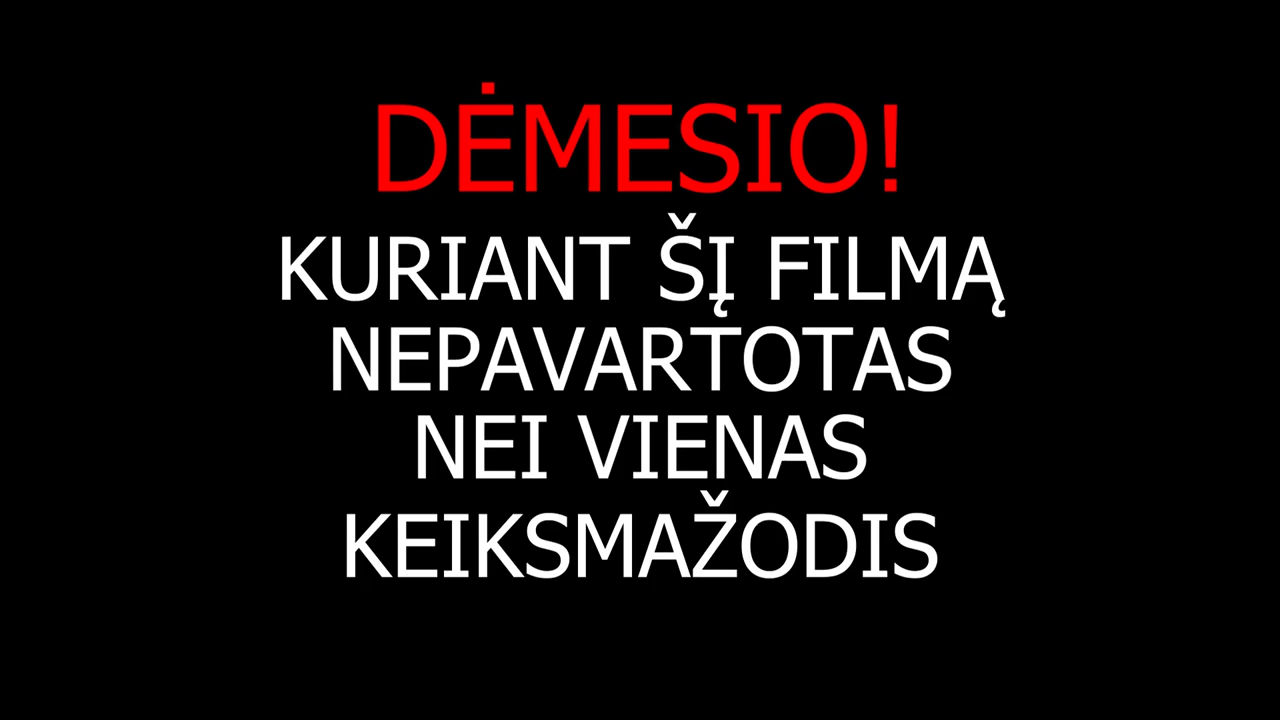 DĖMESIO!
KURIANT ŠĮ FILMĄ
NEPAVARTOTAS
NEI VIENAS
KEIKSMAŽODIS